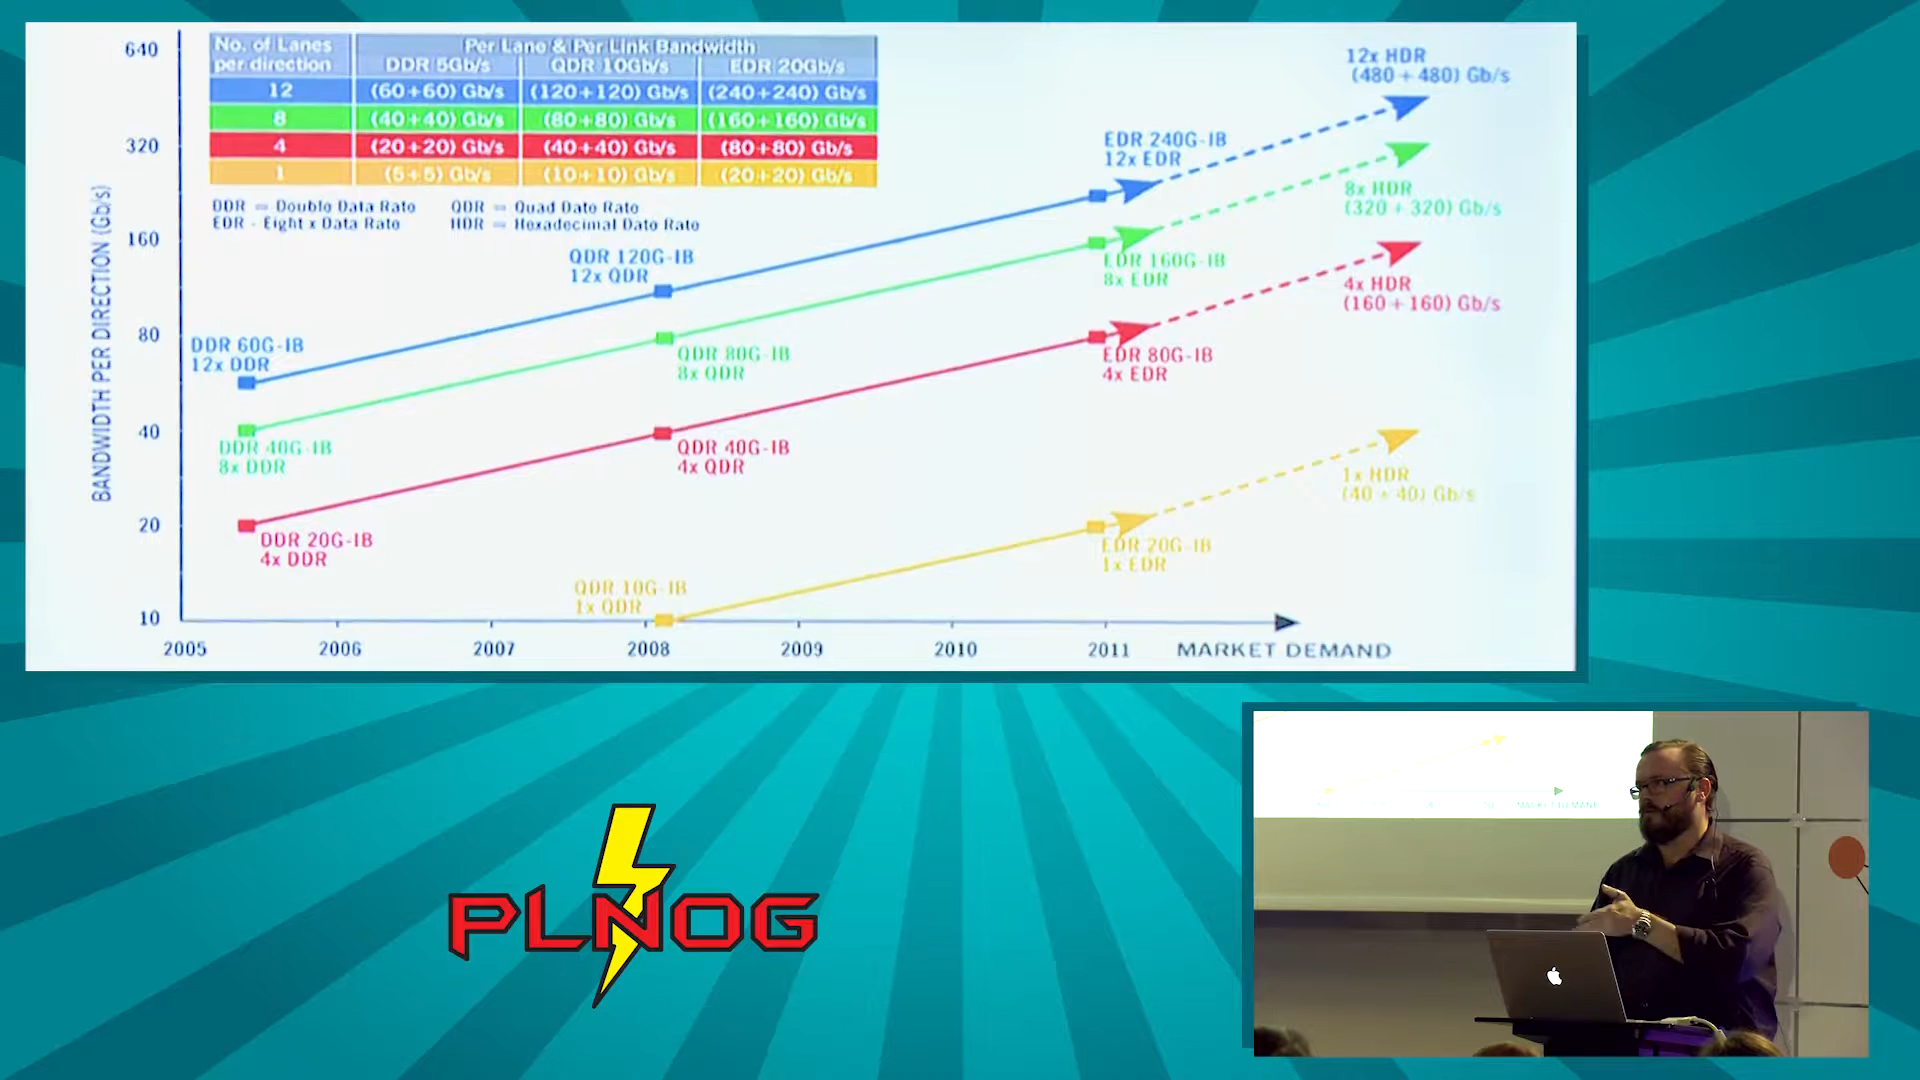 No. of Lanes
per direction
Per Lane & Per Link Bandwidth
DDR 5Gb/s QDR 10Gb/s EDR 20Gb/s
12 (60+60) Gb/s (120+120) Gb/s (240+240) Gb/s
8 (40+40) Gb/s (80+80) Gb/s (160+160) Gb/s
4 (20+20) Gb/s (40+40) Gb/s (80+80) Gb/s
1 (5+5) Gb/s (10+10) Gb/s (20+20) Gb/s
DDR = Double Data Rate QDR = Quad Data Rate
EDR - Eight x Data Rate HDR = Hexadecimal Data Rate
BANDWIDTH PER DIRECTION (Gb/s)
640
320
160
80
40
20
10
12x HDR
(480 + 480) Gb/s
EDR 240G-IB
12x EDR
8x HDR
(320 + 320) Gb/s
QDR 120G-IB
12x QDR
EDR 160G-IB
8x EDR
4x HDR
(160 + 160) Gb/s
DDR 60G-IB
12x DDR
QDR 80G-IB
8x QDR
EDR 80G-IB
4x EDR
DDR 40G-IB
8x DDR
QDR 40G-IB
4x QDR
1x HDR
(40 + 40) Gb/s
DDR 20G-IB
4x DDR
EDR 20G-IB
1x EDR
QDR 10G-IB
1x QDR
2005 2006 2007 2008 2009 2010 2011 MARKET DEMAND
MARKET DEMAND
PLNOG